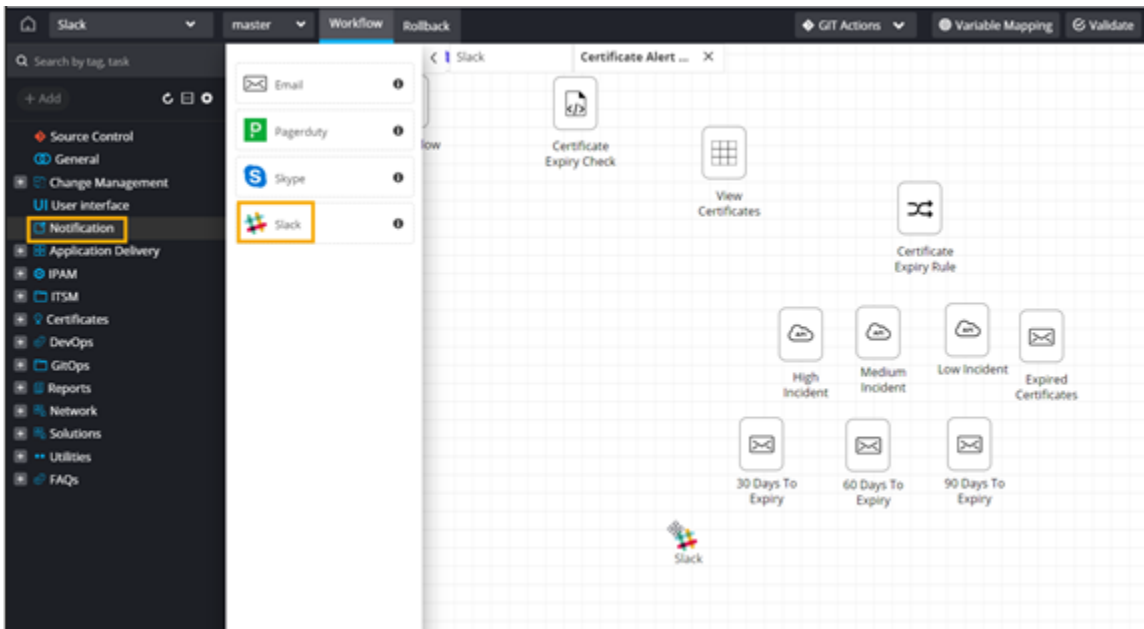 Slack
master
Workflow
Rollback
GIT Actions
Variable Mapping
Validate
Search by tag, task
+ Add
Source Control
General
Change Management
UI User interface
Notification
Application Delivery
IPAM
ITSM
Certificates
DevOps
GitOps
Reports
Network
Solutions
Utilities
FAQs
Email
Pagerduty
Skype
Slack
Slack
Certificate Alert ...
low
Certificate
Expiry Check
View
Certificates
Certificate
Expiry Rule
High
Incident
Medium
Incident
Low Incident
Expired
Certificates
30 Days To
Expiry
60 Days To
Expiry
90 Days To
Expiry
Slack